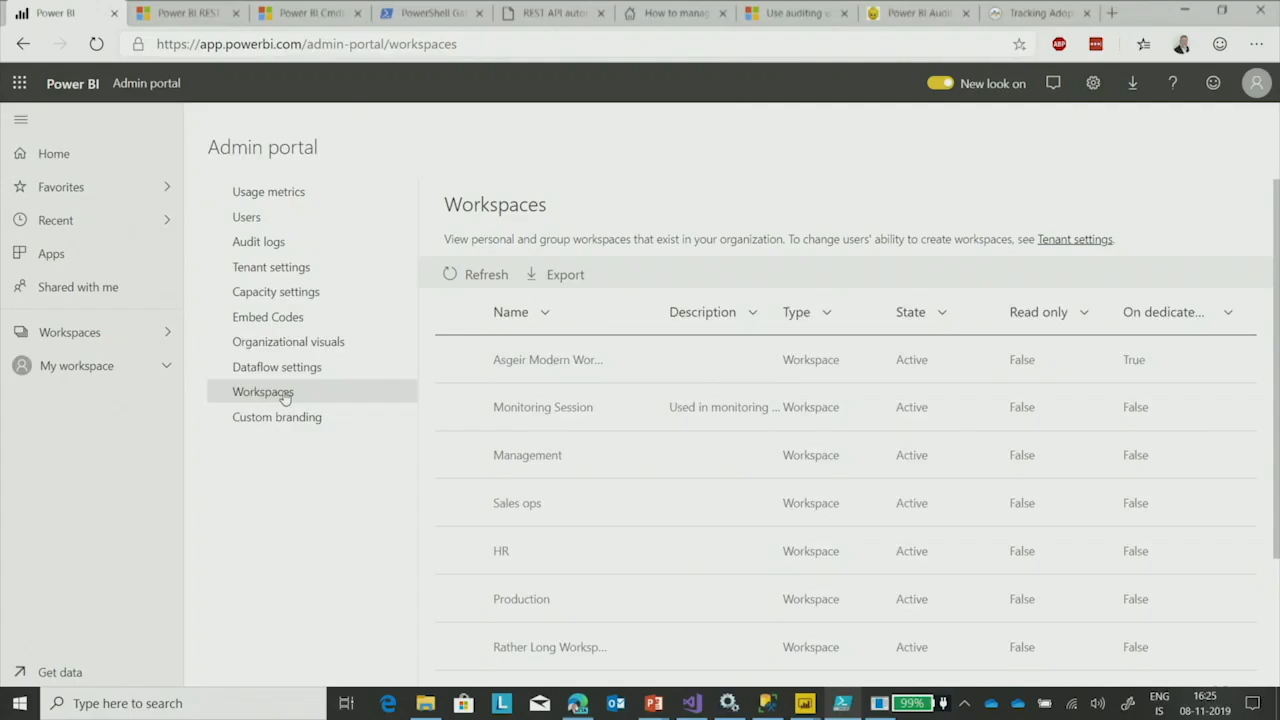 Power BI
Power BI REST
Power BI Cmd
PowerShell Gal
REST API autor
How to manag
Use auditing w
Power BI Audi
Tracking Adop
https://app.powerbi.com/admin-portal/workspaces
ABP
Power BI
Admin portal
New look on
Home
Favorites
Recent
Apps
Shared with me
Workspaces
My workspace
Get data
Admin portal
Usage metrics
Users
Audit logs
Tenant settings
Capacity settings
Embed Codes
Organizational visuals
Dataflow settings
Workspaces
Custom branding
Workspaces
View personal and group workspaces that exist in your organization. To change users' ability to create workspaces, see Tenant settings.
Refresh Export
Name Description Type State Read only On dedicate...
Asgeir Modern Wor... Workspace Active False True
Monitoring Session Used in monitoring ... Workspace Active False False
Management Workspace Active False False
Sales ops Workspace Active False False
HR Workspace Active False False
Production Workspace Active False False
Rather Long Worksp... Workspace Active False False
Type here to search
99%
ENG
IS
16:25
08-11-2019